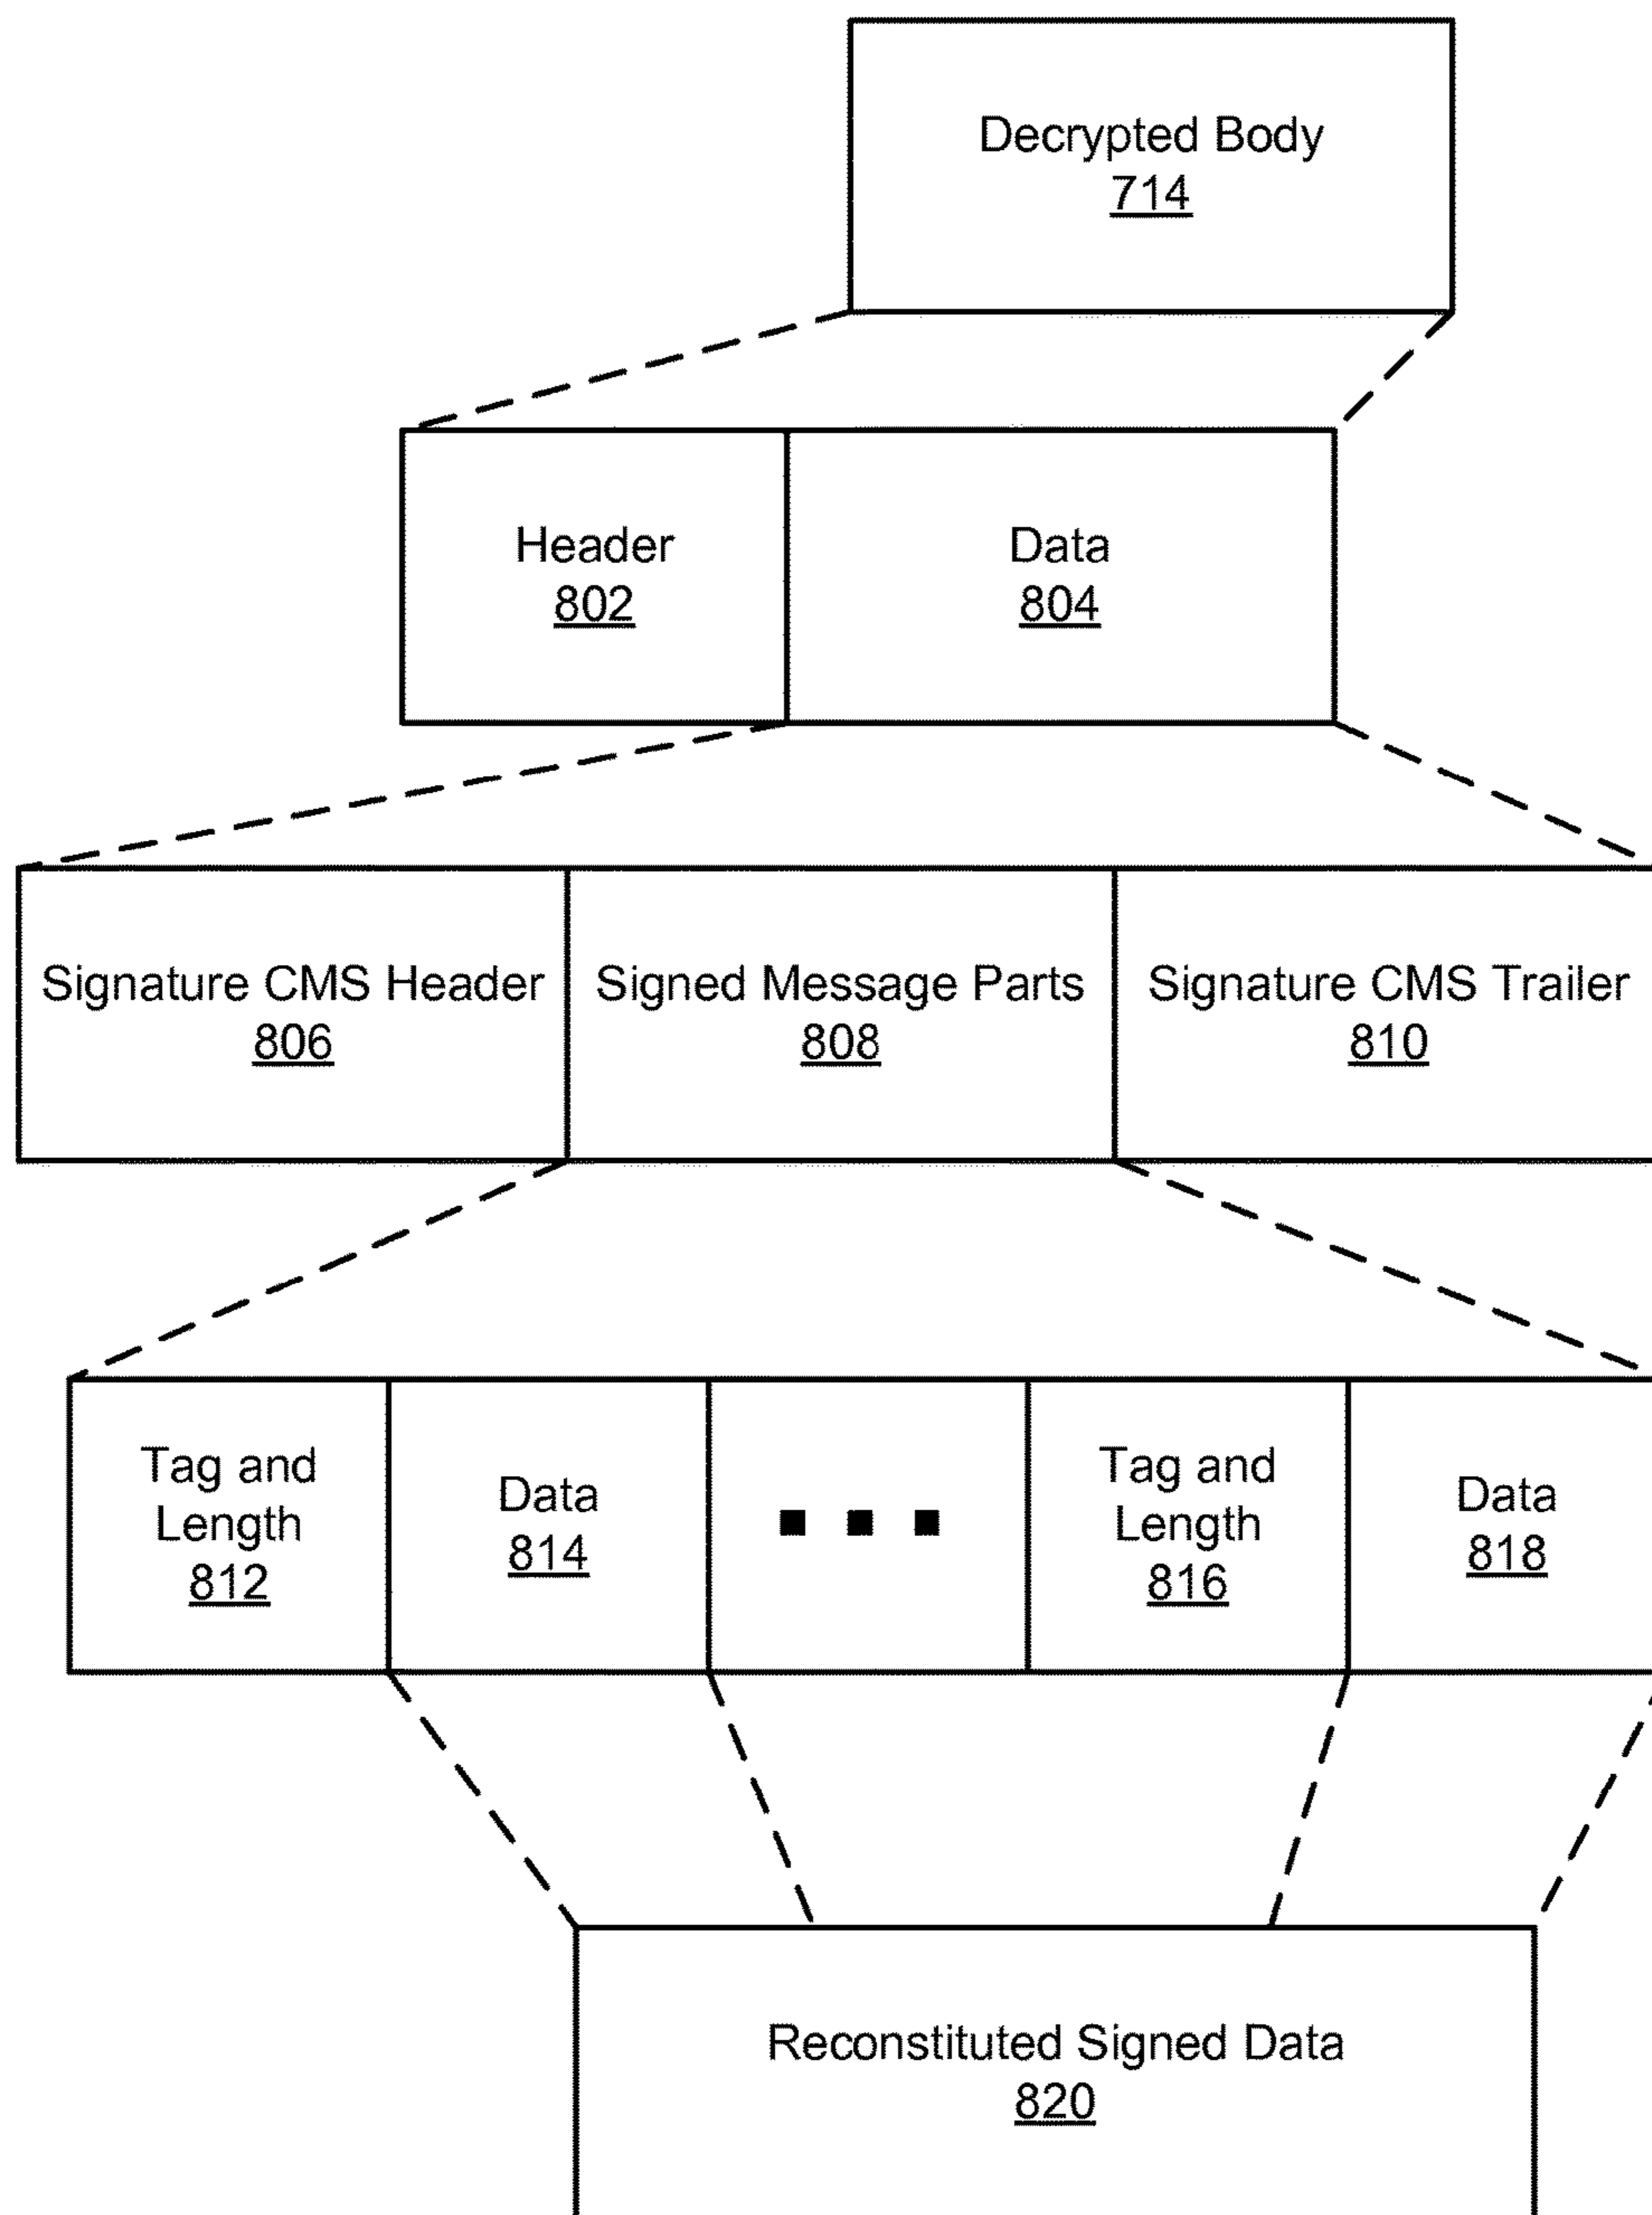 Decrypted Body
714
Header
802
Data
804
Signature CMS Header
806
Signed Message Parts
808
Signature CMS Trailer
810
Tag and
Length
812
Data
814
Tag and
Length
816
Data
818
Reconstituted Signed Data
820